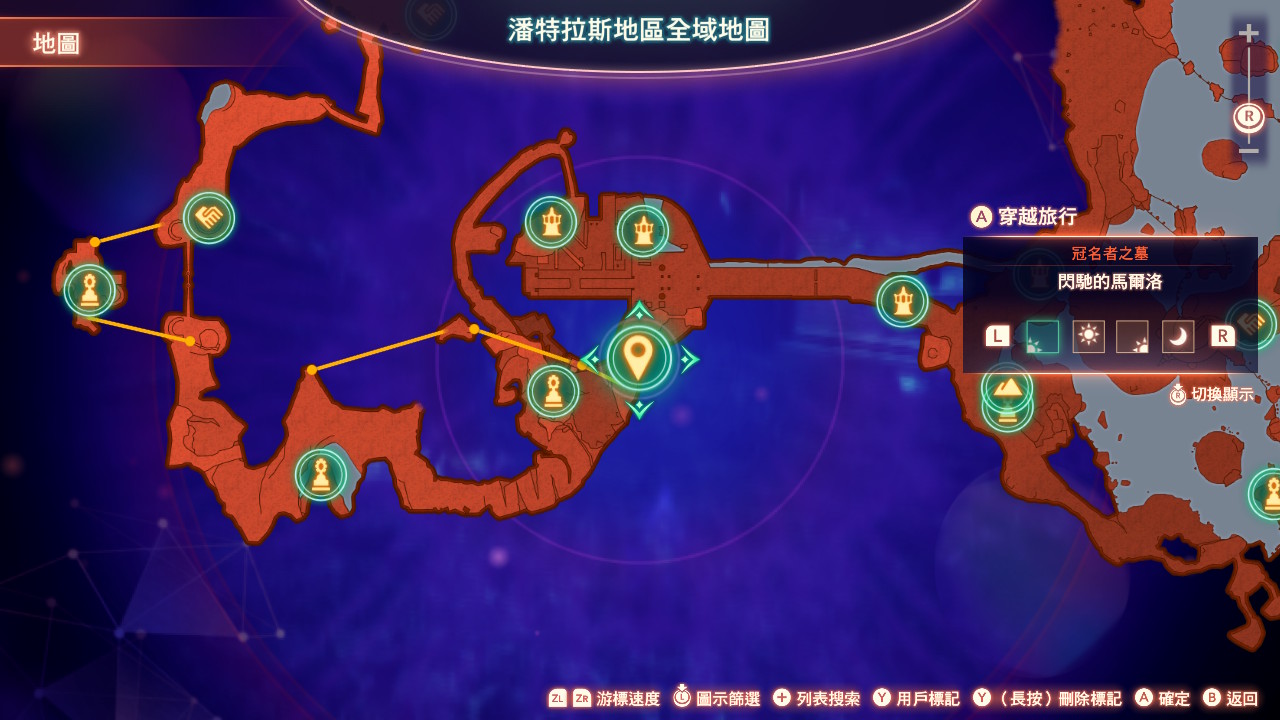 潘特拉斯地區全域地圖
地圖
R
A 穿越旅行
冠名者之墓
閃馳的馬爾洛
L R
R 切換顯示
ZL ZR 游標速度 L 圖示篩選 + 列表搜索 Y 用戶標記 Y （長按）刪除標記 A 確定 B 返回